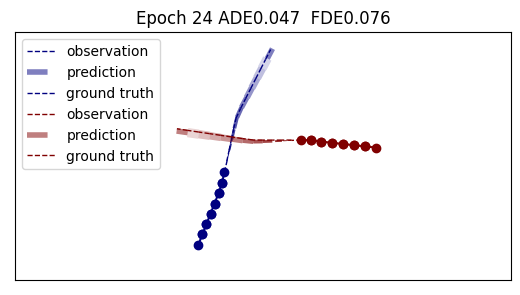 Epoch 24 ADE0.047  FDE0.076
observation
prediction
ground truth
observation
prediction
ground truth